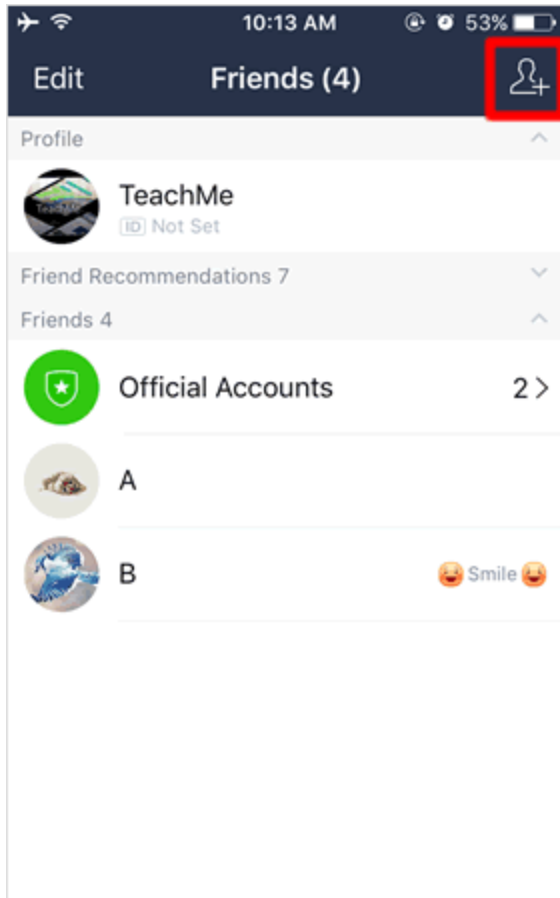 10:13 AM 53%
Edit Friends (4)
Profile
TeachMe
TeachMe
ID Not Set
Friend Recommendations 7
Friends 4
Official Accounts 2
A
B Smile